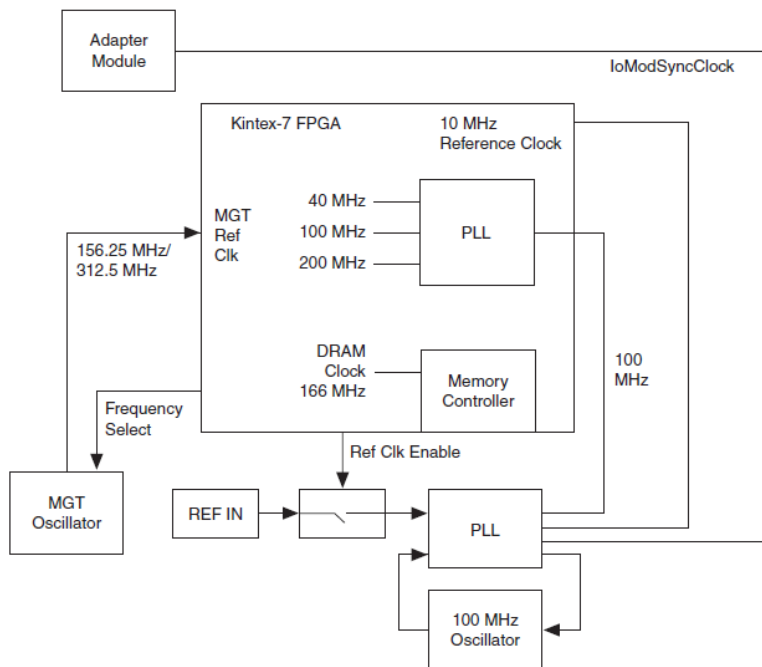 Adapter
Module
IoModSyncClock
Kintex-7 FPGA
10 MHz
Reference Clock
40 MHz
100 MHz
200 MHz
PLL
MGT
Ref
Clk
156.25 MHz/
312.5 MHz
DRAM
Clock
166 MHz
Memory
Controller
100
MHz
Frequency
Select
Ref Clk Enable
MGT
Oscillator
REF IN
PLL
100 MHz
Oscillator